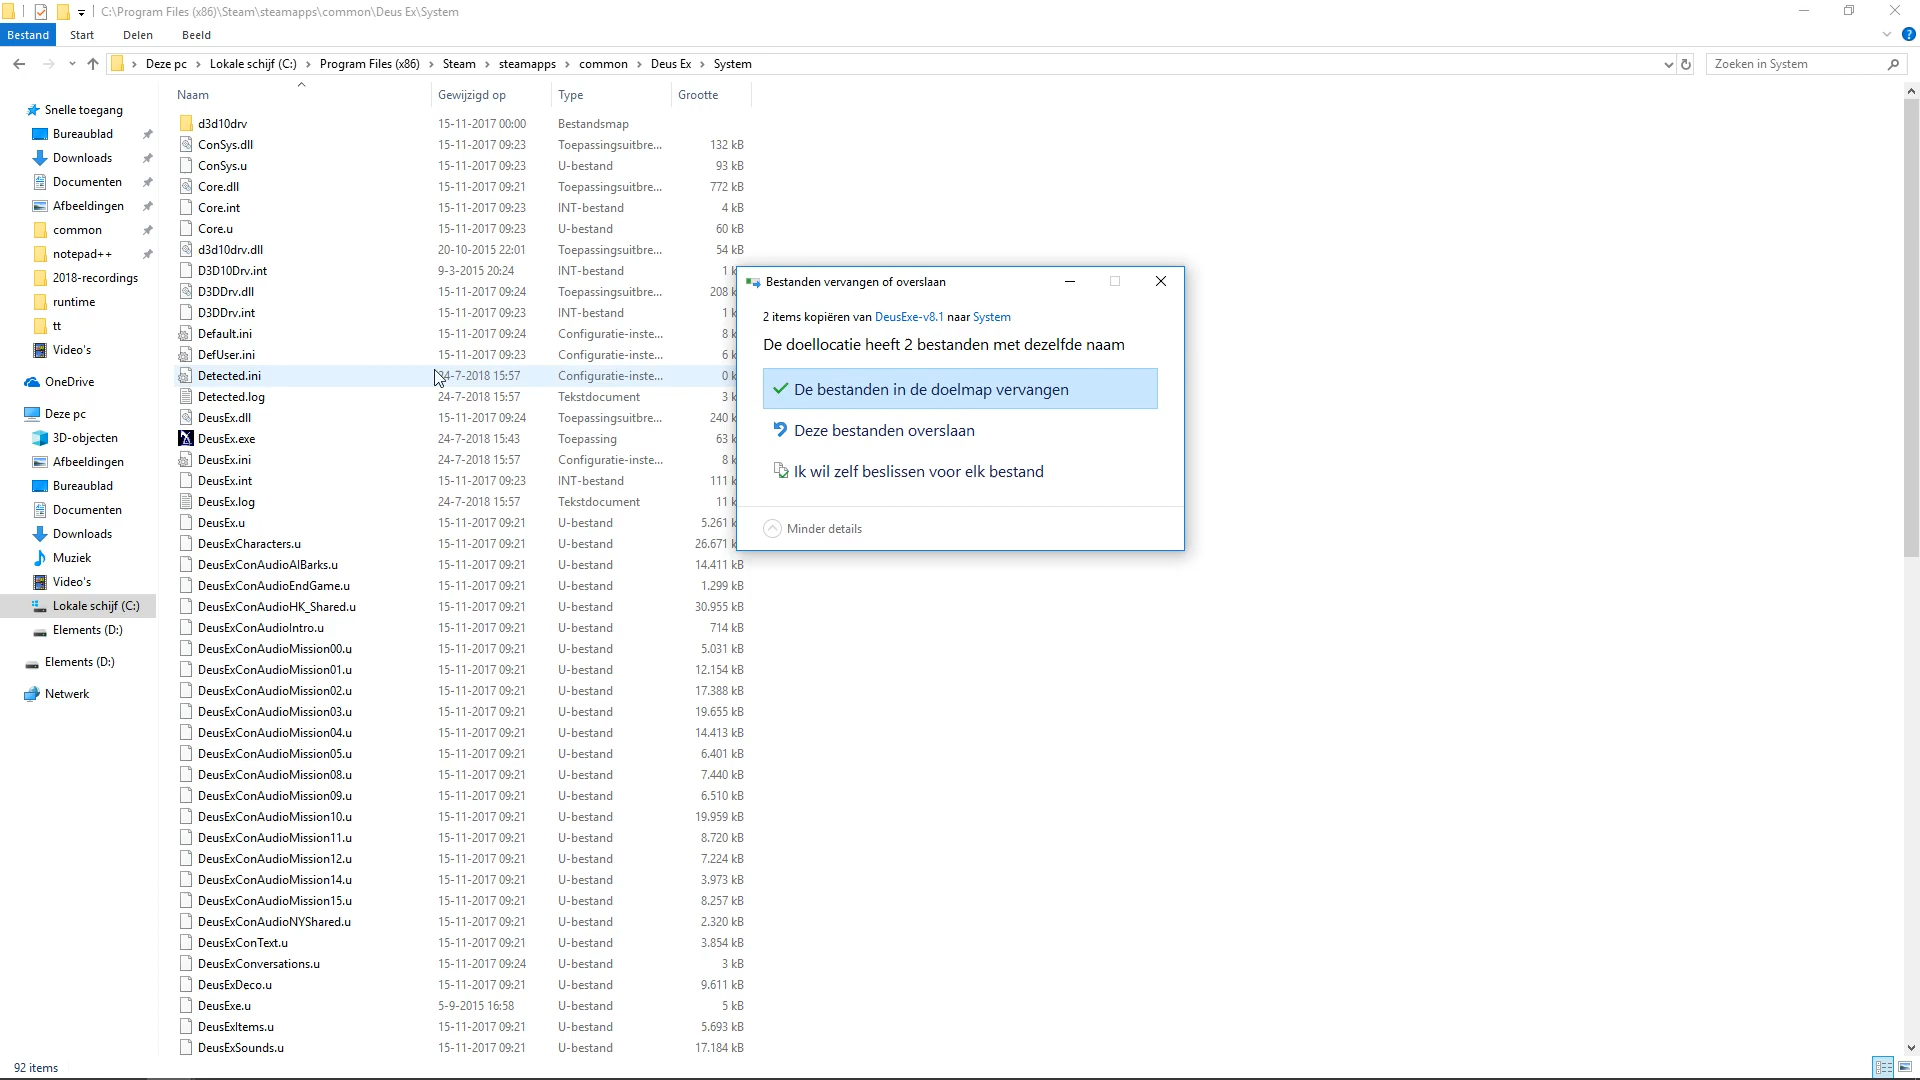 C:\Program Files (x86)\Steam\steamapps\common\Deus Ex\System
Bestand Start Delen Beeld
Deze pc Lokale schijf (C:) Program Files (x86) Steam steamapps common Deus Ex System
Zoeken in System
Snelle toegang
Bureaublad
Downloads
Documenten
Afbeeldingen
common
notepad++
2018-recordings
runtime
tt
Video's
OneDrive
Deze pc
3D-objecten
Afbeeldingen
Bureaublad
Documenten
Downloads
Muziek
Video's
Lokale schijf (C:)
Elements (D:)
Elements (D:)
Netwerk
Naam Gewijzigd op Type Grootte
d3d10drv 15-11-2017 00:00 Bestandsmap
ConSys.dll 15-11-2017 09:23 Toepassingsuitbre... 132 kB
ConSys.u 15-11-2017 09:23 U-bestand 93 kB
Core.dll 15-11-2017 09:21 Toepassingsuitbre... 772 kB
Core.int 15-11-2017 09:23 INT-bestand 4 kB
Core.u 15-11-2017 09:23 U-bestand 60 kB
d3d10drv.dll 20-10-2015 22:01 Toepassingsuitbre... 54 kB
D3D10Drv.int 9-3-2015 20:24 INT-bestand 1 k
D3DDrv.dll 15-11-2017 09:24 Toepassingsuitbre... 208 k
D3DDrv.int 15-11-2017 09:23 INT-bestand 1 k
Default.ini 15-11-2017 09:24 Configuratie-inste... 8 k
DefUser.ini 15-11-2017 09:23 Configuratie-inste... 6 k
Detected.ini 24-7-2018 15:57 Configuratie-inste... 0 k
Detected.log 24-7-2018 15:57 Tekstdocument 3 k
DeusEx.dll 15-11-2017 09:24 Toepassingsuitbre... 240 k
DeusEx.exe 24-7-2018 15:43 Toepassing 63 k
DeusEx.ini 24-7-2018 15:57 Configuratie-inste... 8 k
DeusEx.int 15-11-2017 09:23 INT-bestand 111 k
DeusEx.log 24-7-2018 15:57 Tekstdocument 11 k
DeusEx.u 15-11-2017 09:21 U-bestand 5.261 k
DeusExCharacters.u 15-11-2017 09:21 U-bestand 26.671 k
DeusExConAudioAIBarks.u 15-11-2017 09:21 U-bestand 14.411 kB
DeusExConAudioEndGame.u 15-11-2017 09:21 U-bestand 1.299 kB
DeusExConAudioHK_Shared.u 15-11-2017 09:21 U-bestand 30.955 kB
DeusExConAudioIntro.u 15-11-2017 09:21 U-bestand 714 kB
DeusExConAudioMission00.u 15-11-2017 09:21 U-bestand 5.031 kB
DeusExConAudioMission01.u 15-11-2017 09:21 U-bestand 12.154 kB
DeusExConAudioMission02.u 15-11-2017 09:21 U-bestand 17.388 kB
DeusExConAudioMission03.u 15-11-2017 09:21 U-bestand 19.655 kB
DeusExConAudioMission04.u 15-11-2017 09:21 U-bestand 14.413 kB
DeusExConAudioMission05.u 15-11-2017 09:21 U-bestand 6.401 kB
DeusExConAudioMission08.u 15-11-2017 09:21 U-bestand 7.440 kB
DeusExConAudioMission09.u 15-11-2017 09:21 U-bestand 6.510 kB
DeusExConAudioMission10.u 15-11-2017 09:21 U-bestand 19.959 kB
DeusExConAudioMission11.u 15-11-2017 09:21 U-bestand 8.720 kB
DeusExConAudioMission12.u 15-11-2017 09:21 U-bestand 7.224 kB
DeusExConAudioMission14.u 15-11-2017 09:21 U-bestand 3.973 kB
DeusExConAudioMission15.u 15-11-2017 09:21 U-bestand 8.257 kB
DeusExConAudioNYShared.u 15-11-2017 09:21 U-bestand 2.320 kB
DeusExConText.u 15-11-2017 09:21 U-bestand 3.854 kB
DeusExConversations.u 15-11-2017 09:24 U-bestand 3 kB
DeusExDeco.u 15-11-2017 09:21 U-bestand 9.611 kB
DeusExe.u 5-9-2015 16:58 U-bestand 5 kB
DeusExItems.u 15-11-2017 09:21 U-bestand 5.693 kB
DeusExSounds.u 15-11-2017 09:21 U-bestand 17.184 kB
Bestanden vervangen of overslaan
2 items kopiëren van DeusExe-v8.1 naar System
De doellocatie heeft 2 bestanden met dezelfde naam
De bestanden in de doelmap vervangen
Deze bestanden overslaan
Ik wil zelf beslissen voor elk bestand
Minder details
92 items